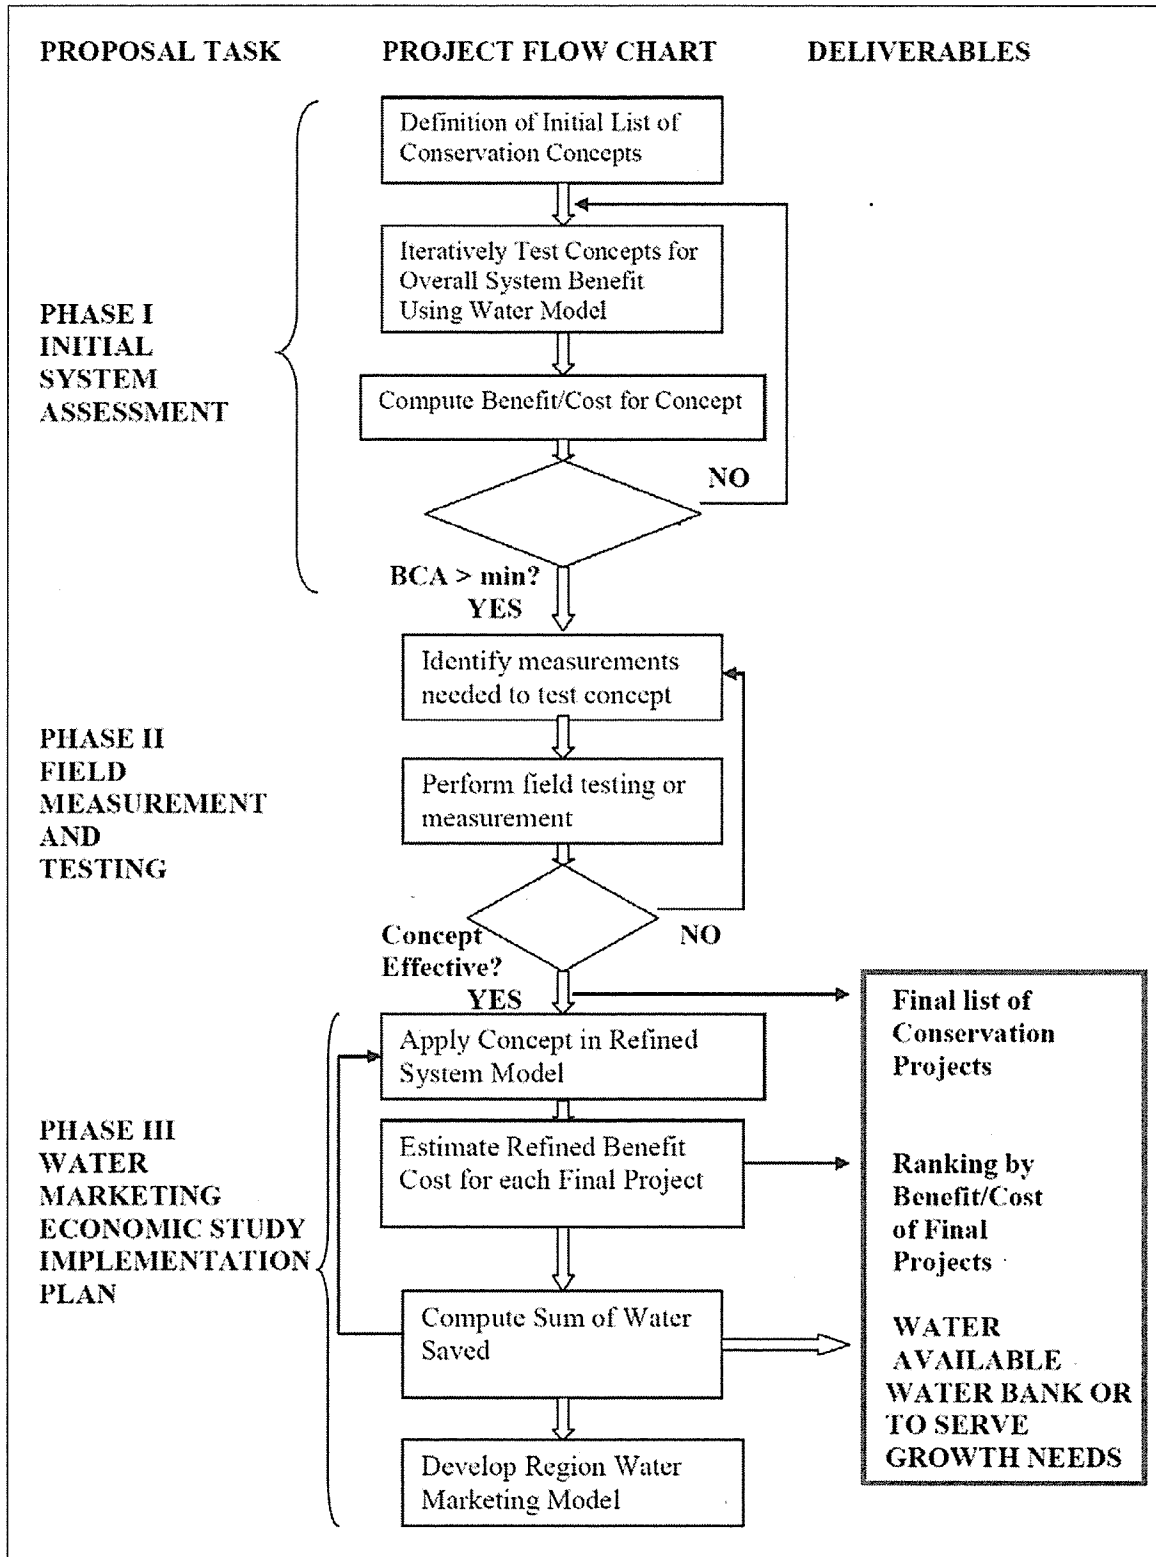 PROPOSAL TASK
PROJECT FLOW CHART
DELIVERABLES
Definition of Initial List of
Conservation Concepts
Iteratively Test Concepts for
Overall System Benefit
Using Water Model
PHASE I
INITIAL
SYSTEM
ASSESSMENT
Compute Benefit/Cost for Concept
NO
BCA > min?
YES
Identify measurements
needed to test concept
PHASE II
FIELD
MEASUREMENT
AND
TESTING
Perform field testing or
measurement
Concept
Effective?
NO
YES
Final list of
Conservation
Projects
Apply Concept in Refined
System Model
PHASE III
WATER
MARKETING
ECONOMIC STUDY
IMPLEMENTATION
PLAN
Estimate Refined Benefit
Cost for each Final Project
Ranking by
Benefit/Cost
of Final
Projects
Compute Sum of Water
Saved
WATER
AVAILABLE
WATER BANK OR
TO SERVE
GROWTH NEEDS
Develop Region Water
Marketing Model